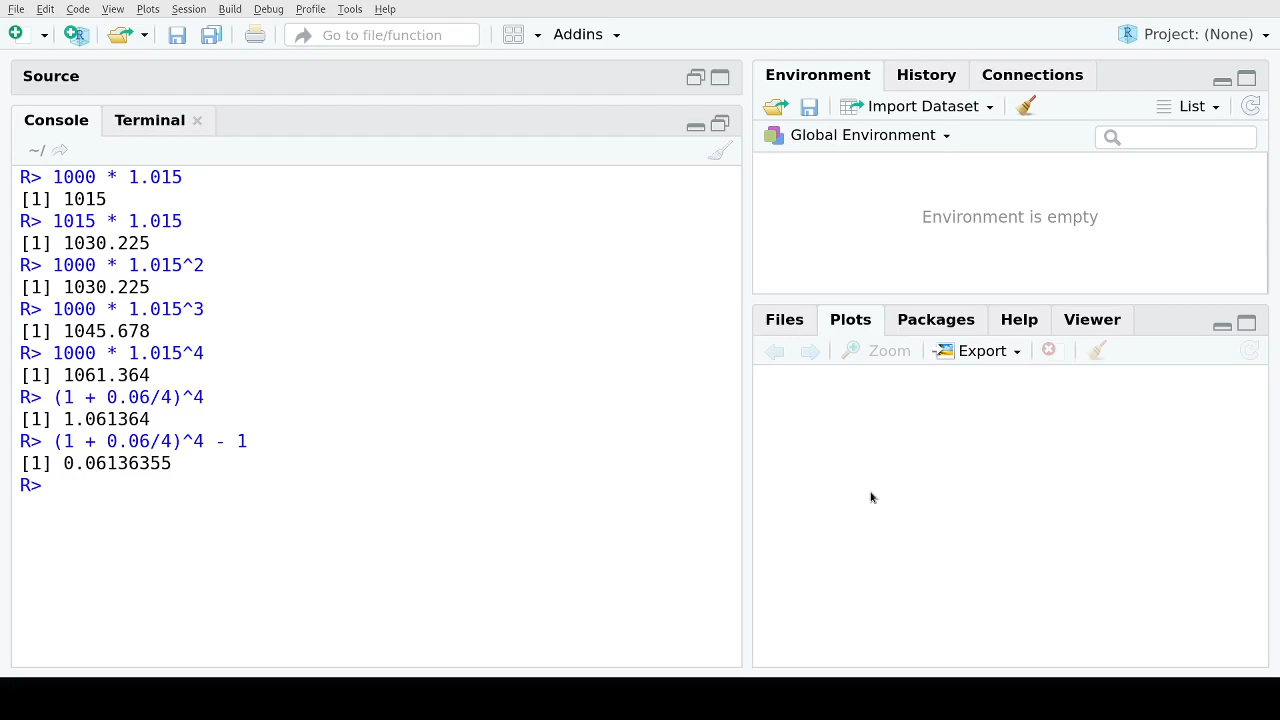 File Edit Code View Plots Session Build Debug Profile Tools Help
Go to file/function Addins Project: (None)
Source
Console Terminal
~/
R> 1000 * 1.015
[1] 1015
R> 1015 * 1.015
[1] 1030.225
R> 1000 * 1.015^2
[1] 1030.225
R> 1000 * 1.015^3
[1] 1045.678
R> 1000 * 1.015^4
[1] 1061.364
R> (1 + 0.06/4)^4
[1] 1.061364
R> (1 + 0.06/4)^4 - 1
[1] 0.06136355
R>
Environment History Connections
Import Dataset List
Global Environment
Environment is empty
Files Plots Packages Help Viewer
Zoom Export